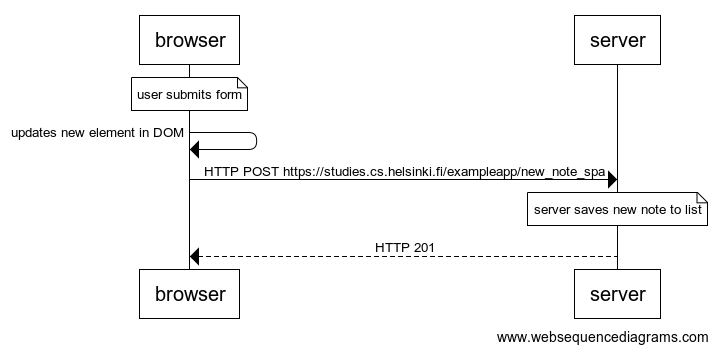 browser
server
user submits form
updates new element in DOM
HTTP POST https://studies.cs.helsinki.fi/exampleapp/new_note_spa
server saves new note to list
HTTP 201
browser
server
www.websequencediagrams.com